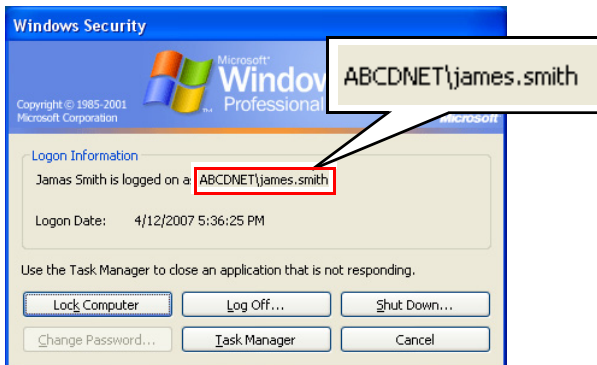 Windows Security
Microsoft
Window
Professional
Copyright © 1985-2001
Microsoft Corporation
Microsoft
ABCDNET\james.smith
Logon Information
Jamas Smith is logged on a ABCDNET\james.smith
Logon Date: 4/12/2007 5:36:25 PM
Use the Task Manager to close an application that is not responding.
Lock Computer Log Off... Shut Down...
Change Password... Task Manager Cancel